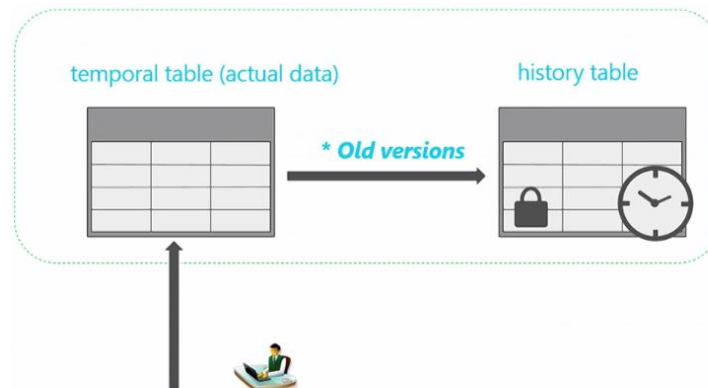 temporal table (actual data)
history table
* Old versions